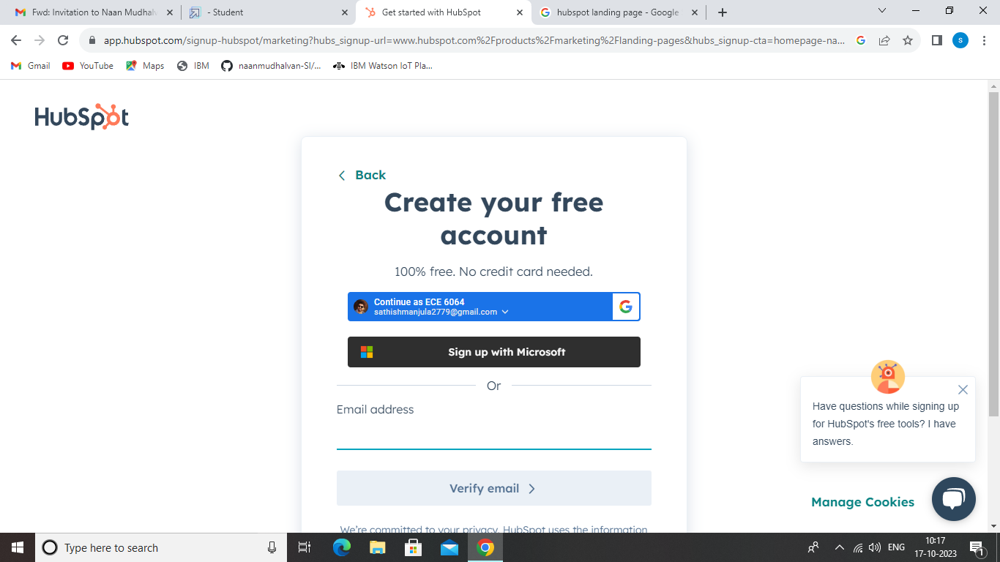 Fwd: Invitation to Naan Mudhalv
- Student
Get started with HubSpot
hubspot landing page - Google
app.hubspot.com/signup-hubspot/marketing?hubs_signup-url=www.hubspot.com%2Fproducts%2Fmarketing%2Flanding-pages&hubs_signup-cta=homepage-na...
S
Gmail
YouTube
Maps
IBM
naanmudhalvan-SI/...
IBM Watson IoT Pla...
HubSpot
Back
Create your free
account
100% free. No credit card needed.
Continue as ECE 6064
sathishmanjula2779@gmail.com
Sign up with Microsoft
Or
Email address
Verify email
We're committed to your privacy. HubSpot uses the information
Have questions while signing up
for HubSpot's free tools? I have
answers.
Manage Cookies
Type here to search
ENG
10:17
17-10-2023
1